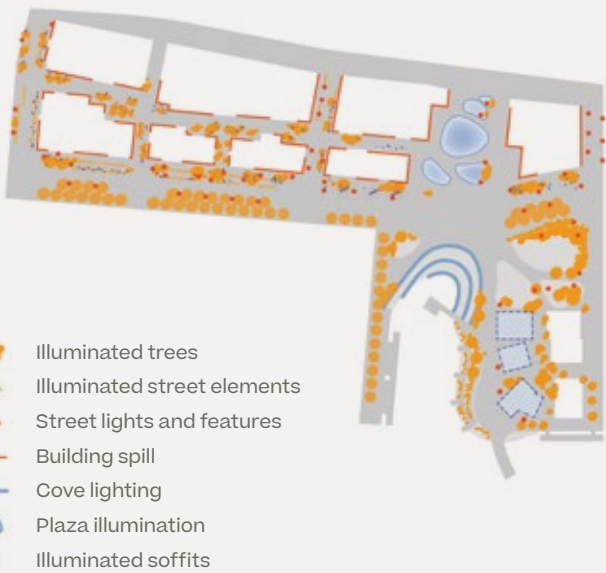 Illuminated trees
Illuminated street elements
Street lights and features
Building spill
Cove lighting
Plaza illumination
Illuminated soffits